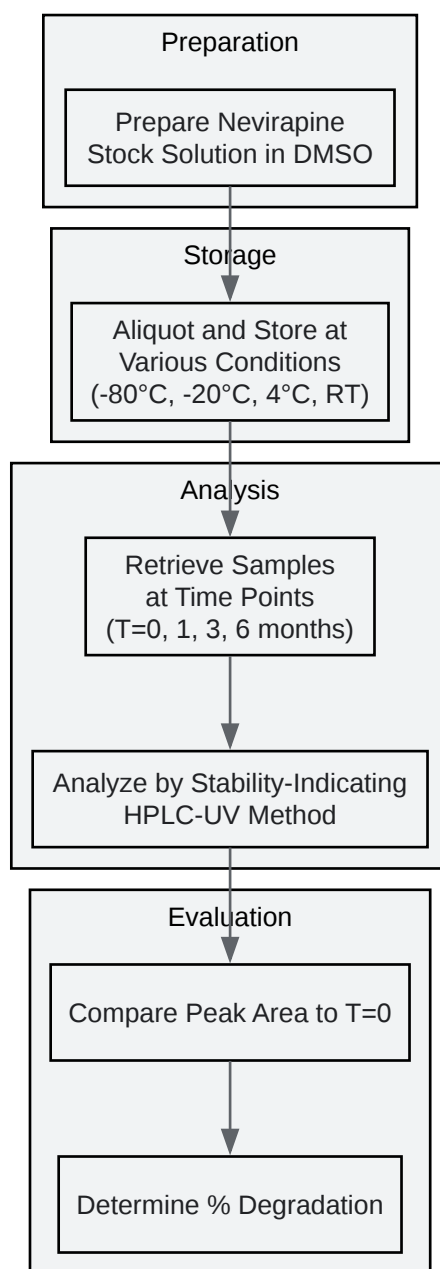 Preparation
Prepare Nevirapine
Stock Solution in DMSO
Storage
Aliquot and Store at
Various Conditions
(-80°C, -20°C, 4°C, RT)
Analysis
Retrieve Samples
at Time Points
(T=0, 1, 3, 6 months)
Analyze by Stability-Indicating
HPLC-UV Method
Evaluation
Compare Peak Area to T=0
Determine % Degradation